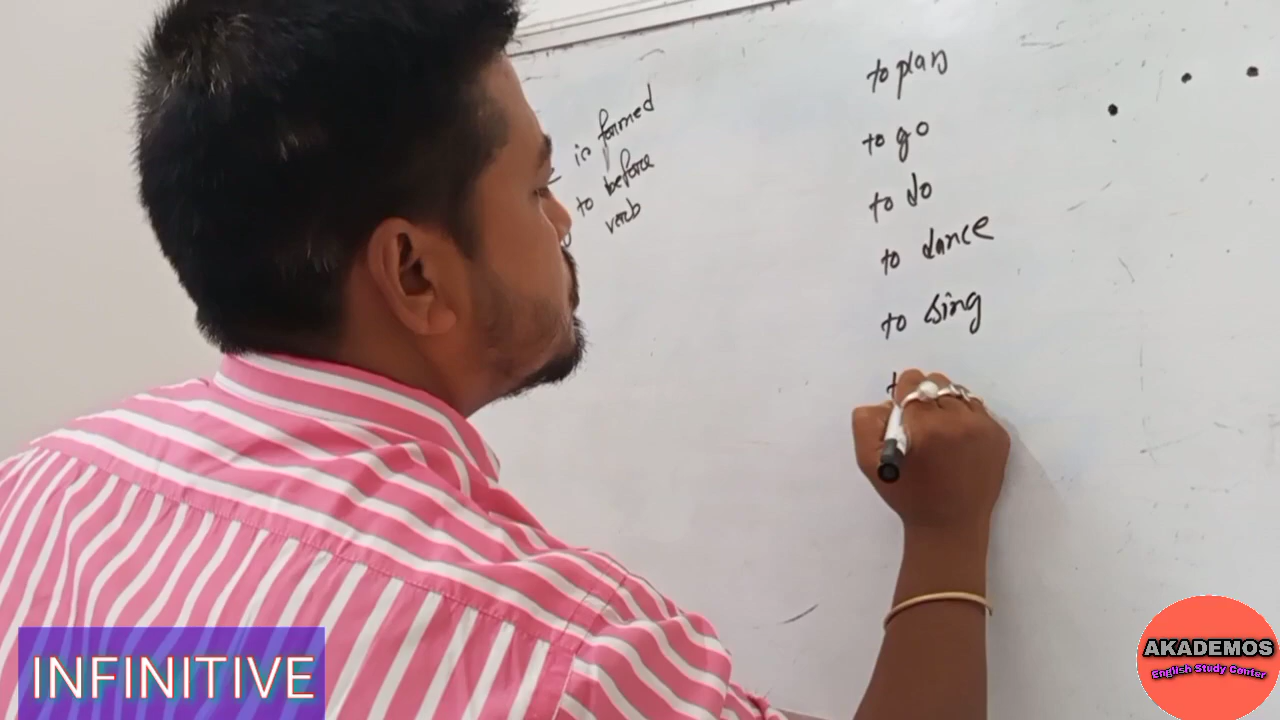 is formed
to before
verb
to play
to go
to do
to dance
to sing
t
INFINITIVE
AKADEMOS
English Study Center